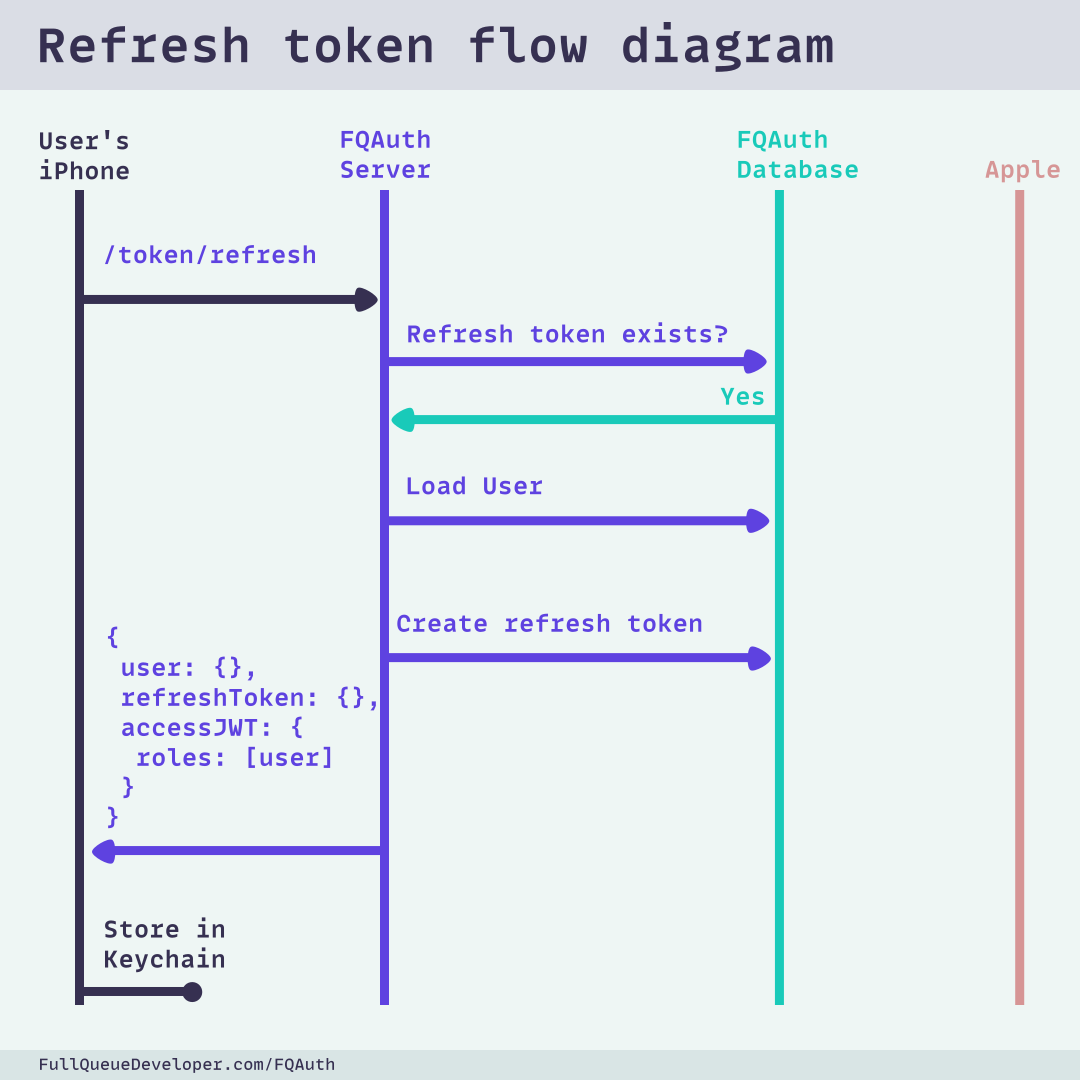 Refresh token flow diagram
User's
iPhone
FQAuth
Server
FQAuth
Database
Apple
/token/refresh
Refresh token exists?
Yes
Load User
Create refresh token
{
 user: {},
 refreshToken: {},
 accessJWT: {
  roles: [user]
 }
}
Store in
Keychain
FullQueueDeveloper.com/FQAuth